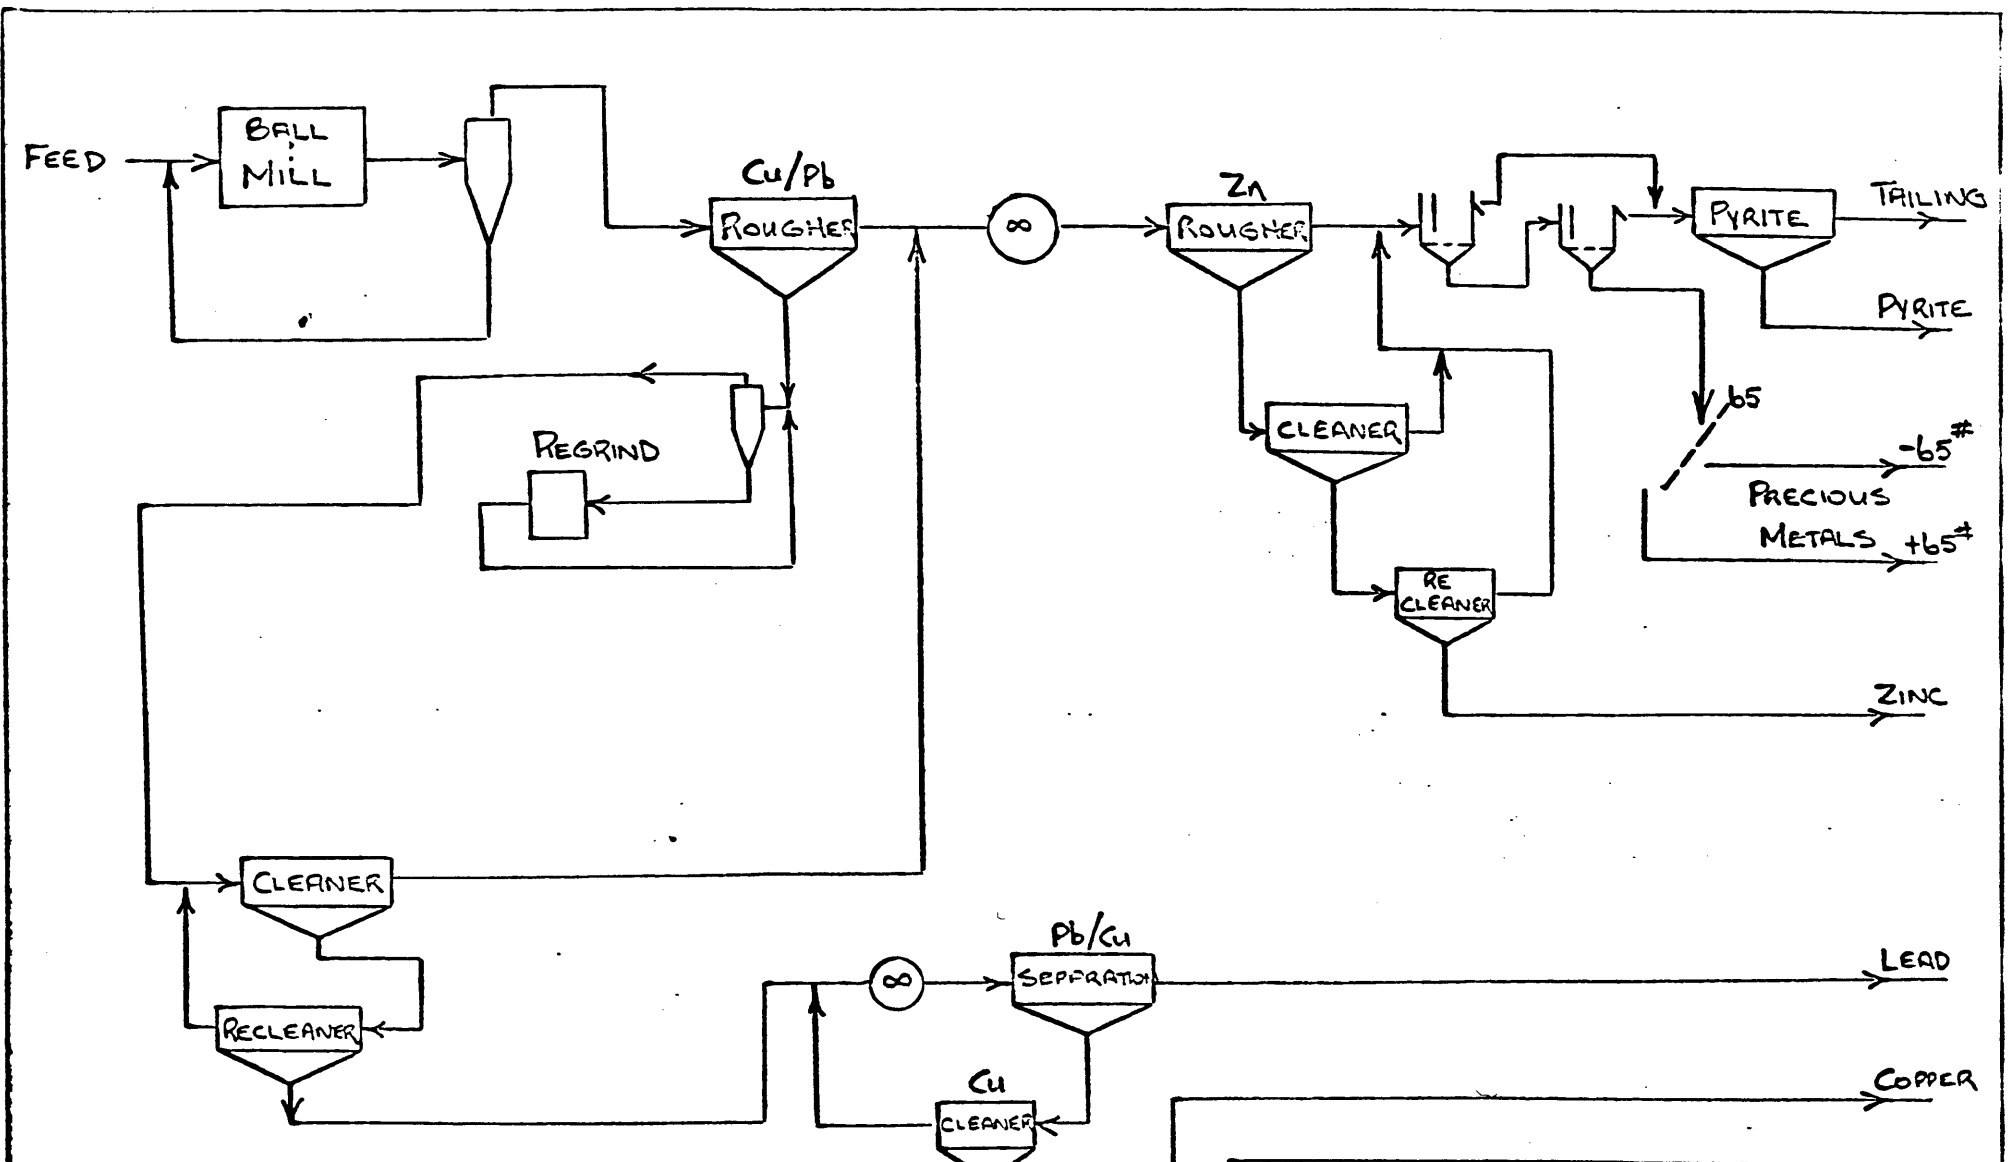 FEED
BALL
MILL
Cu/Pb
ROUGHER
∞
Zn
ROUGHER
PYRITE
TAILING
PYRITE
65
-65#
PRECIOUS
METALS
+65#
REGRIND
CLEANER
RE
CLEANER
ZINC
CLEANER
RECLEANER
∞
Pb/Cu
SEPERATION
LEAD
Cu
CLEANER
COPPER